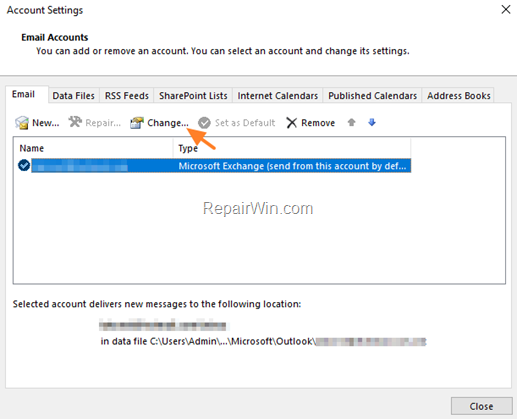 Account Settings
Email Accounts
You can add or remove an account. You can select an account and change its settings.
Email Data Files RSS Feeds SharePoint Lists Internet Calendars Published Calendars Address Books
New... Repair... Change... Set as Default Remove
Name Type
Microsoft Exchange (send from this account by def...
RepairWin.com
Selected account delivers new messages to the following location:
in data file C:\Users\Admin\...\Microsoft\Outlook\
Close